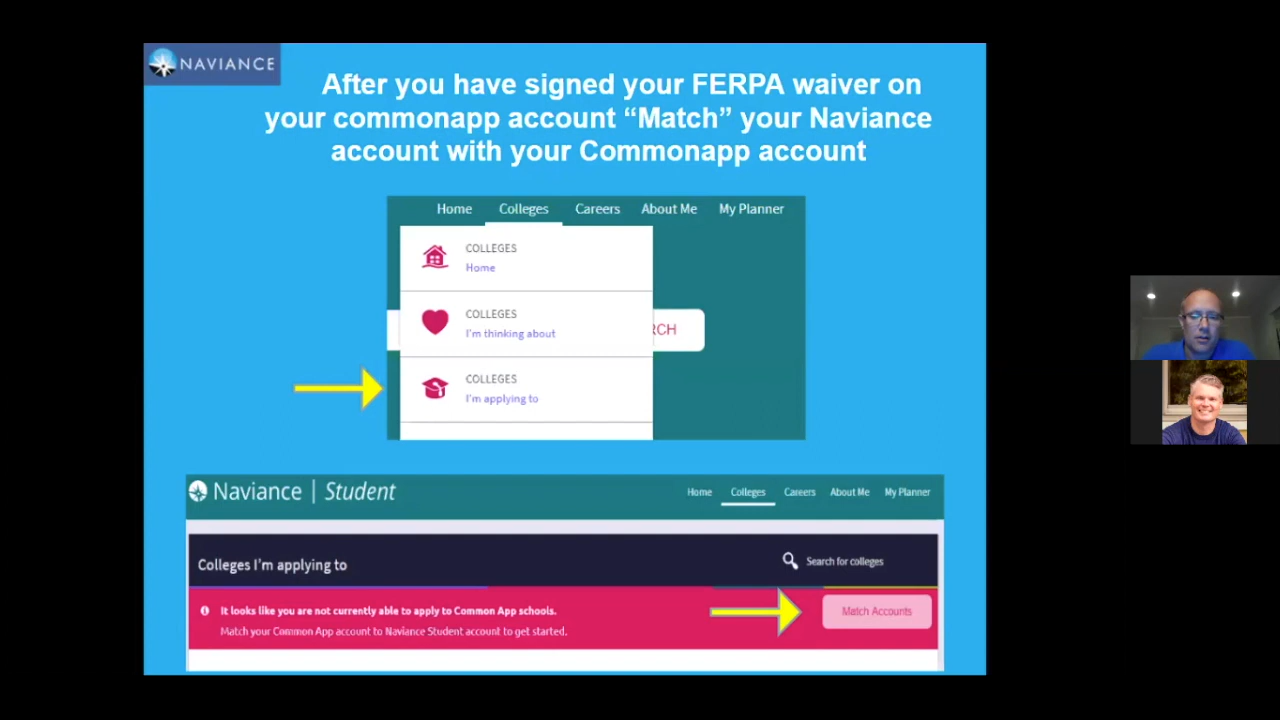 NAVIANCE
After you have signed your FERPA waiver on
your commonapp account “Match” your Naviance
account with your Commonapp account
Home Colleges Careers About Me My Planner
COLLEGES
Home
COLLEGES
I'm thinking about
RCH
COLLEGES
I'm applying to
Naviance | Student
Home Colleges Careers About Me My Planner
Colleges I'm applying to
Search for colleges
It looks like you are not currently able to apply to Common App schools.
Match Accounts
Match your Common App account to Naviance Student account to get started.